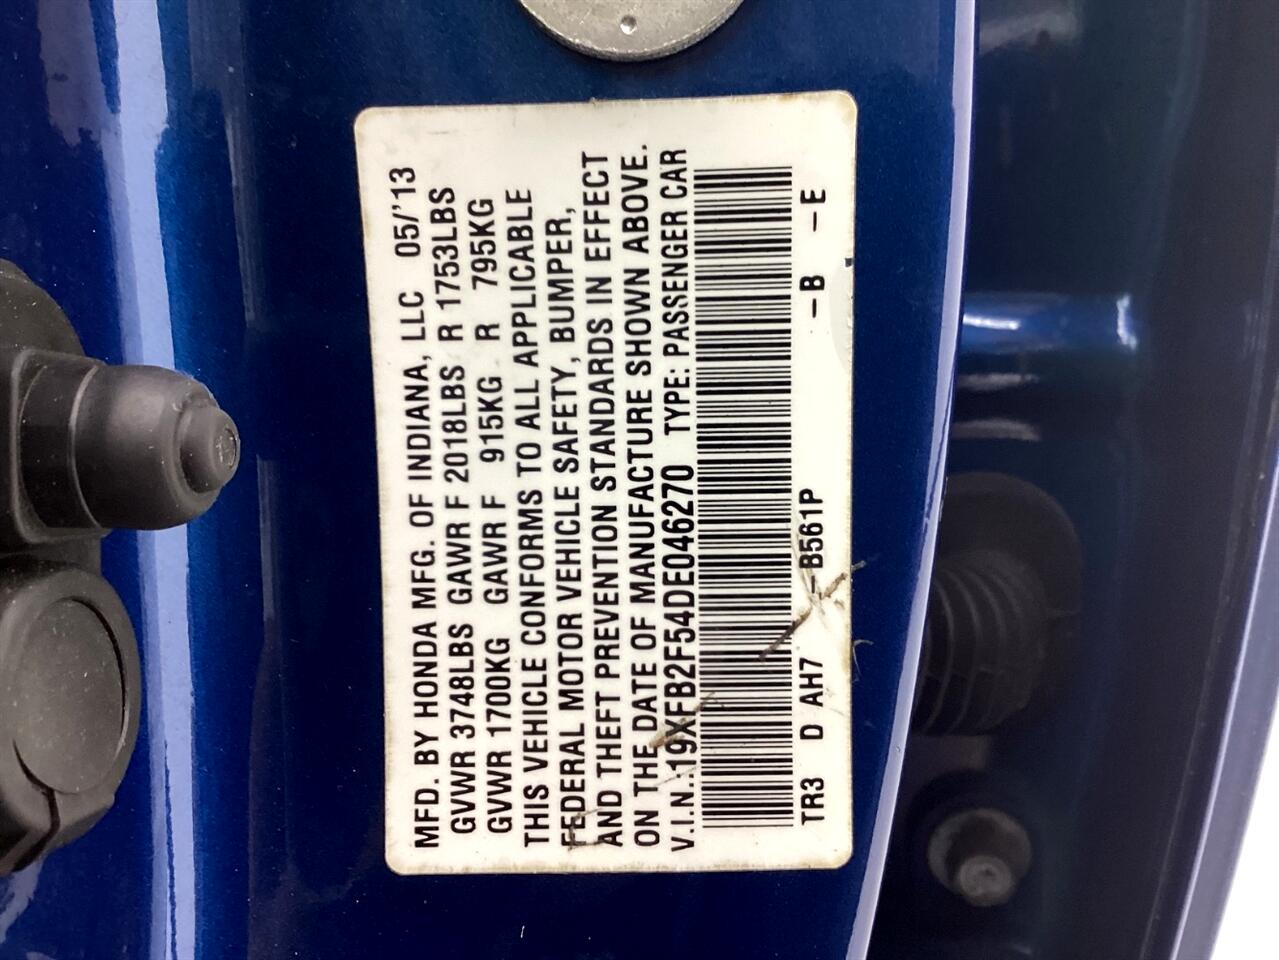 MFD. BY HONDA MFG. OF INDIANA, LLC 05/'13
GVWR 3748LBS GAWR F 2018LBS R 1753LBS
GVWR 1700KG GAWR F 915KG R 795KG
THIS VEHICLE CONFORMS TO ALL APPLICABLE
FEDERAL MOTOR VEHICLE SAFETY, BUMPER,
AND THEFT PREVENTION STANDARDS IN EFFECT
ON THE DATE OF MANUFACTURE SHOWN ABOVE.
V.I.N.:19XFB2F54DE046270 TYPE: PASSENGER CAR
TR3 D AH7 -B561P -B -E